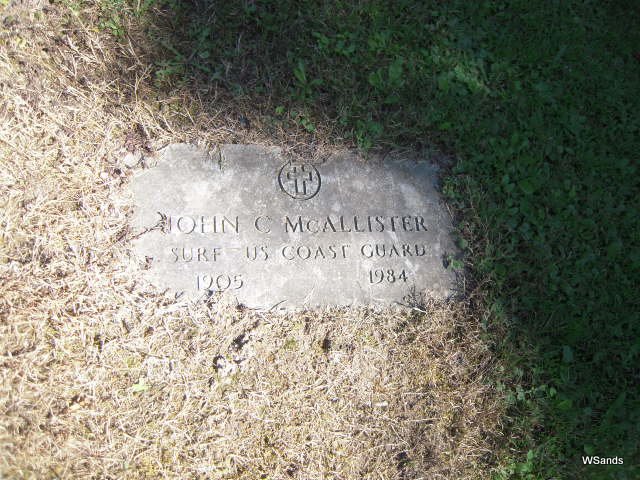 JOHN C McALLISTER
SURF US COAST GUARD
1905 1984
WSands